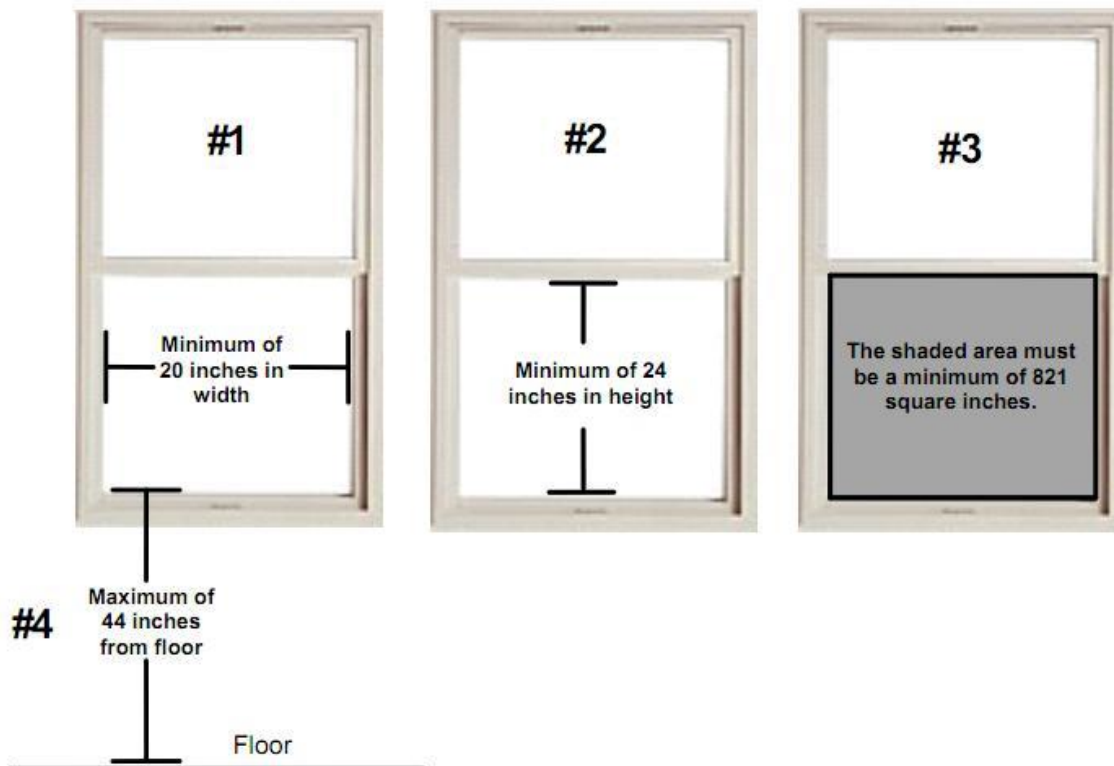 #1
#2
#3
Minimum of
20 inches in
width
Minimum of 24
inches in height
The shaded area must
be a minimum of 821
square inches.
#4
Maximum of
44 inches
from floor
Floor